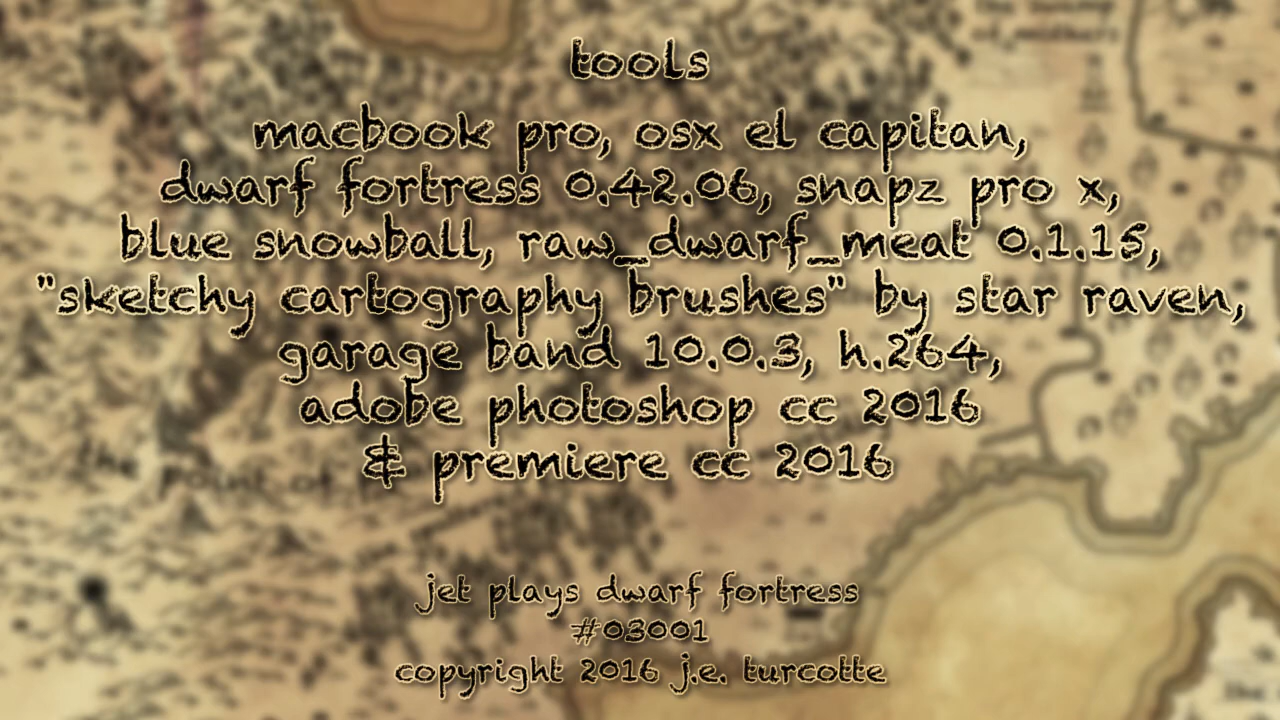 tools
macbook pro, osx el capitan,
dwarf fortress 0.42.06, snapz pro x,
blue snowball, raw_dwarf_meat 0.1.15,
"sketchy cartography brushes" by star raven,
garage band 10.0.3, h.264,
adobe photoshop cc 2016
& premiere cc 2016
jet plays dwarf fortress
#03001
copyright 2016 j.e. turcotte